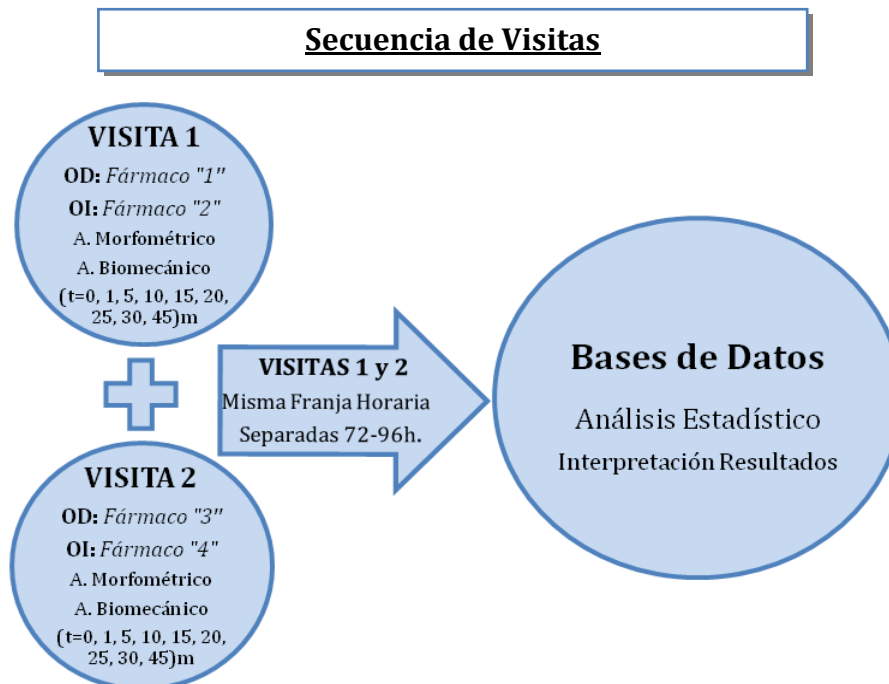 Secuencia de Visitas
VISITA 1
OD: Fármaco "1"
OI: Fármaco "2"
A. Morfométrico
A. Biomecánico
(t=0, 1, 5, 10, 15, 20,
25, 30, 45)m
VISITA 2
OD: Fármaco "3"
OI: Fármaco "4"
A. Morfométrico
A. Biomecánico
(t=0, 1, 5, 10, 15, 20,
25, 30, 45)m
VISITAS 1 y 2
Misma Franja Horaria
Separadas 72-96h.
Bases de Datos
Análisis Estadístico
Interpretación Resultados